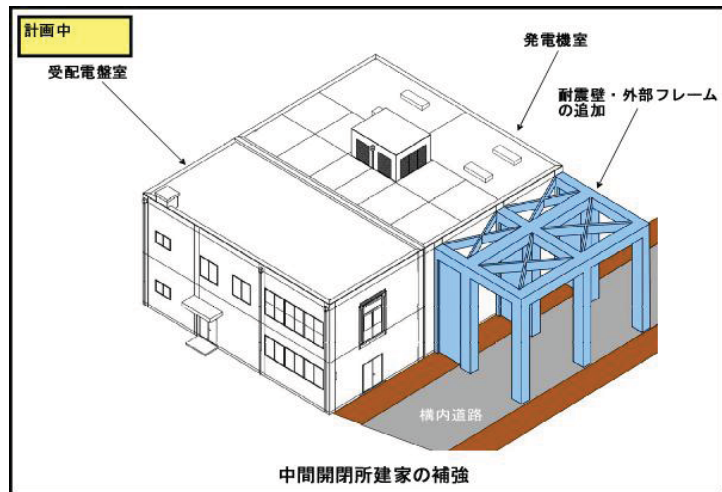 計画中
受配電盤室
発電機室
耐震壁・外部フレーム
の追加
構内道路
中間開閉所建家の補強